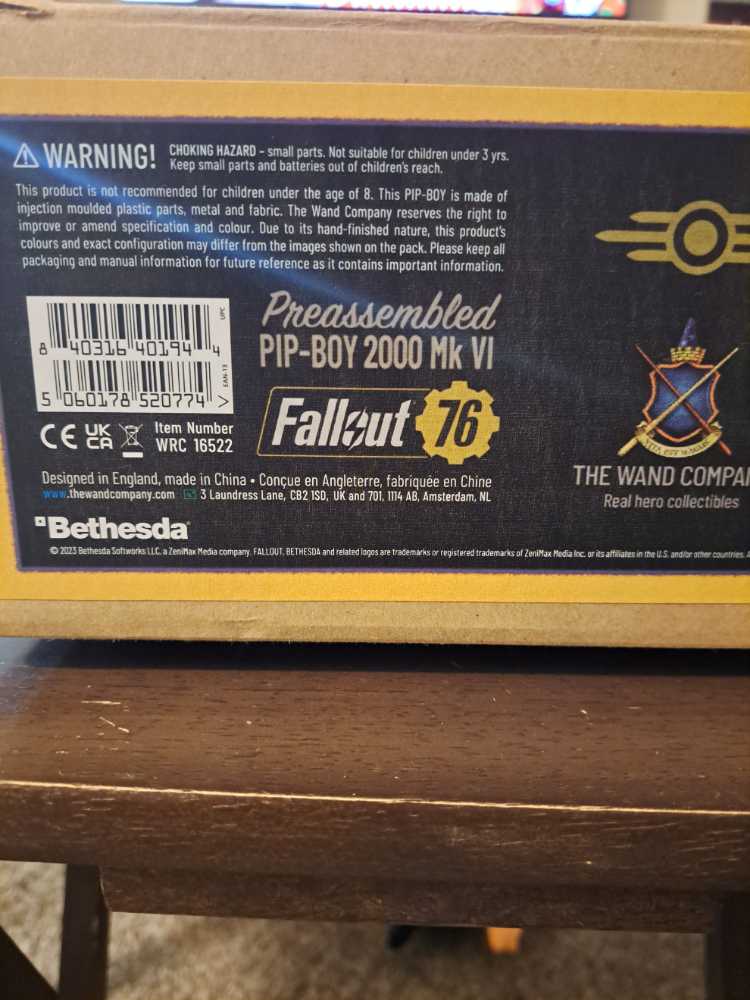 WARNING! CHOKING HAZARD – small parts. Not suitable for children under 3 yrs.
Keep small parts and batteries out of children's reach.
This product is not recommended for children under the age of 8. This PIP-BOY is made of
injection moulded plastic parts, metal and fabric. The Wand Company reserves the right to
improve or amend specification and colour. Due to its hand-finished nature, this product's
colours and exact configuration may differ from the images shown on the pack. Please keep all
packaging and manual information for future reference as it contains important information.
UPC
8 40316 40194 4
EAN-13
5 060178 520774 >
Preassembled
PIP-BOY 2000 Mk VI
Fallout 76
CE UK CA
Item Number
WRC 16522
Designed in England, made in China • Conçue en Angleterre, fabriquée en Chine
www.thewandcompany.com 3 Laundress Lane, CB2 1SD, UK and 701, 1114 AB, Amsterdam, NL
Bethesda
© 2023 Bethesda Softworks LLC, a ZeniMax Media company. FALLOUT, BETHESDA and related logos are trademarks or registered trademarks of ZeniMax Media Inc. or its affiliates in the U.S. and/or other countries. A
THE WAND COMPA
Real hero collectibles